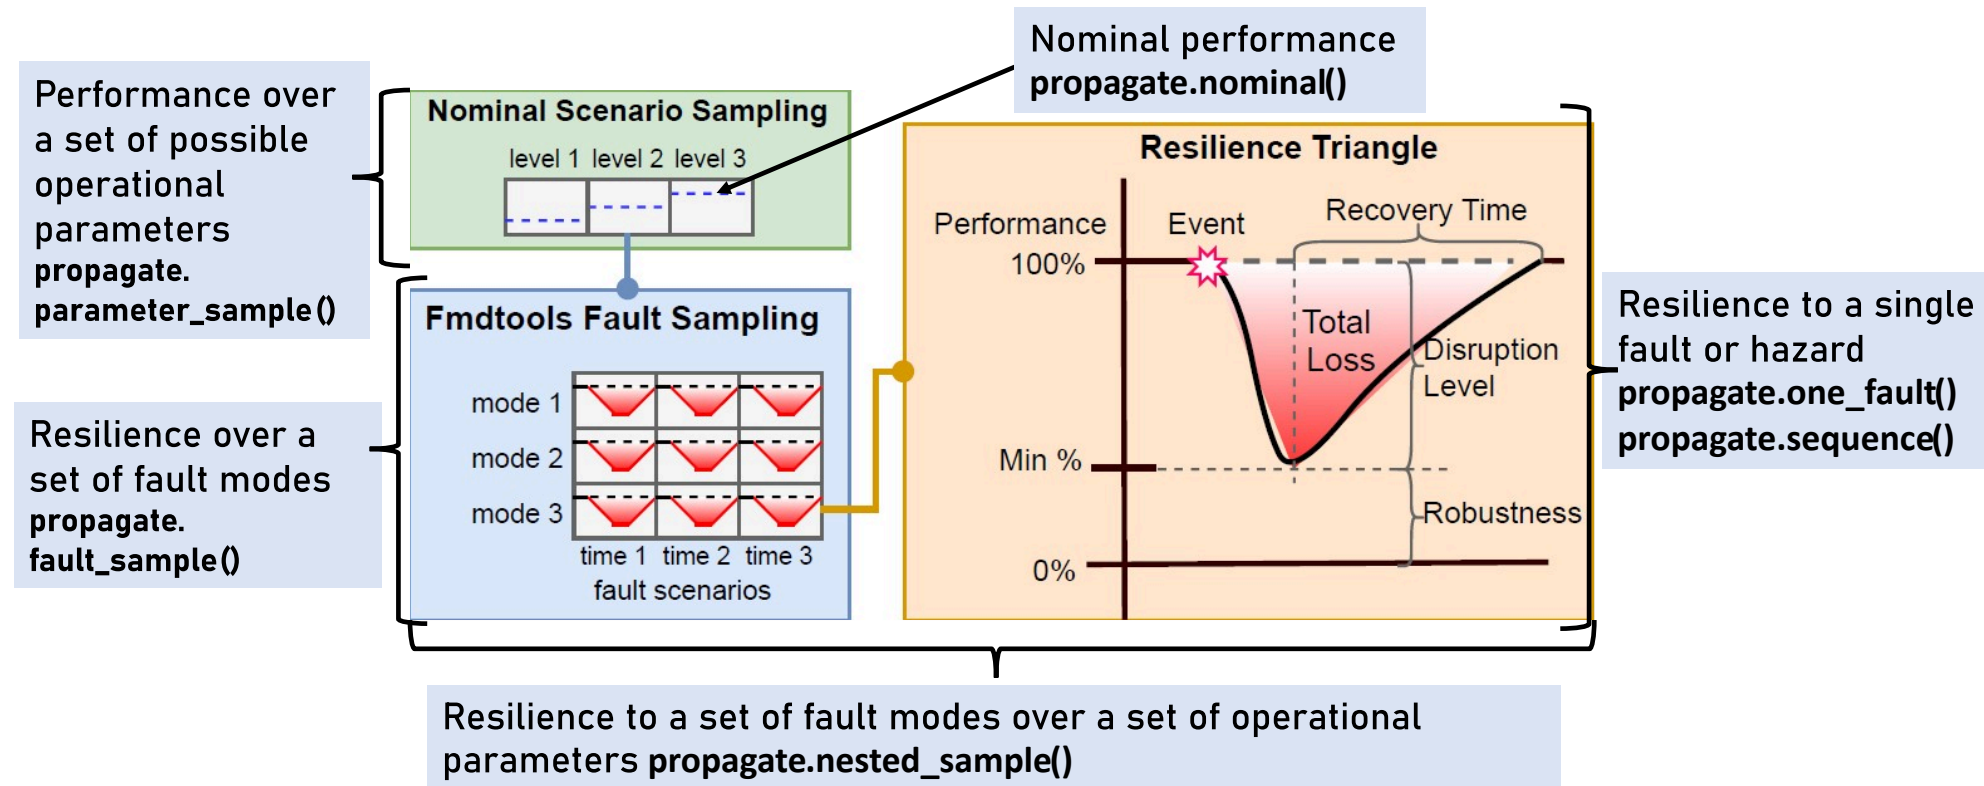 Nominal performance
propagate.nominal()
Performance over
a set of possible
operational
parameters
propagate.
parameter_sample()
Nominal Scenario Sampling
level 1 level 2 level 3
Resilience over a
set of fault modes
propagate.
fault_sample()
Fmdtools Fault Sampling
mode 1
mode 2
mode 3
time 1 time 2 time 3
fault scenarios
Resilience Triangle
Performance
100%
Event
Recovery Time
Total
Loss
Disruption
Level
Min %
Robustness
0%
Resilience to a single
fault or hazard
propagate.one_fault()
propagate.sequence()
Resilience to a set of fault modes over a set of operational
parameters propagate.nested_sample()